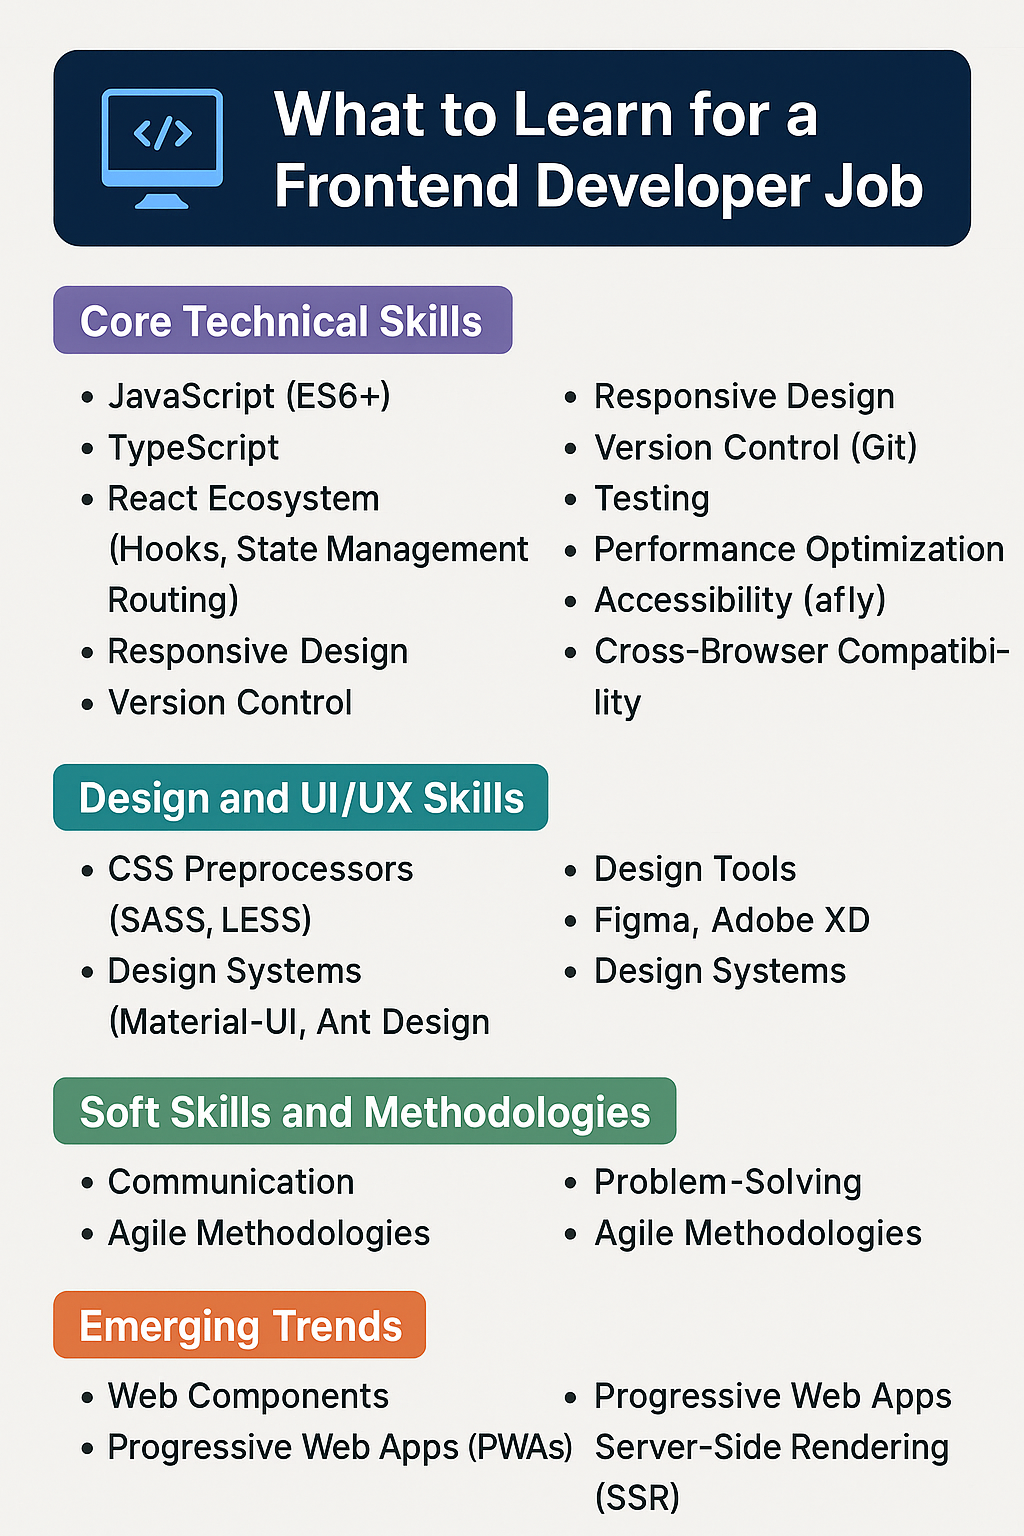 </>
What to Learn for a
Frontend Developer Job
Core Technical Skills
• JavaScript (ES6+)
• TypeScript
• React Ecosystem
(Hooks, State Management
Routing)
• Responsive Design
• Version Control
• Responsive Design
• Version Control (Git)
• Testing
• Performance Optimization
• Accessibility (afly)
• Cross-Browser Compatibi-
lity
Design and UI/UX Skills
• CSS Preprocessors
(SASS, LESS)
• Design Systems
(Material-UI, Ant Design
• Design Tools
• Figma, Adobe XD
• Design Systems
Soft Skills and Methodologies
• Communication
• Agile Methodologies
• Problem-Solving
• Agile Methodologies
Emerging Trends
• Web Components
• Progressive Web Apps (PWAs)
• Progressive Web Apps
Server-Side Rendering
(SSR)